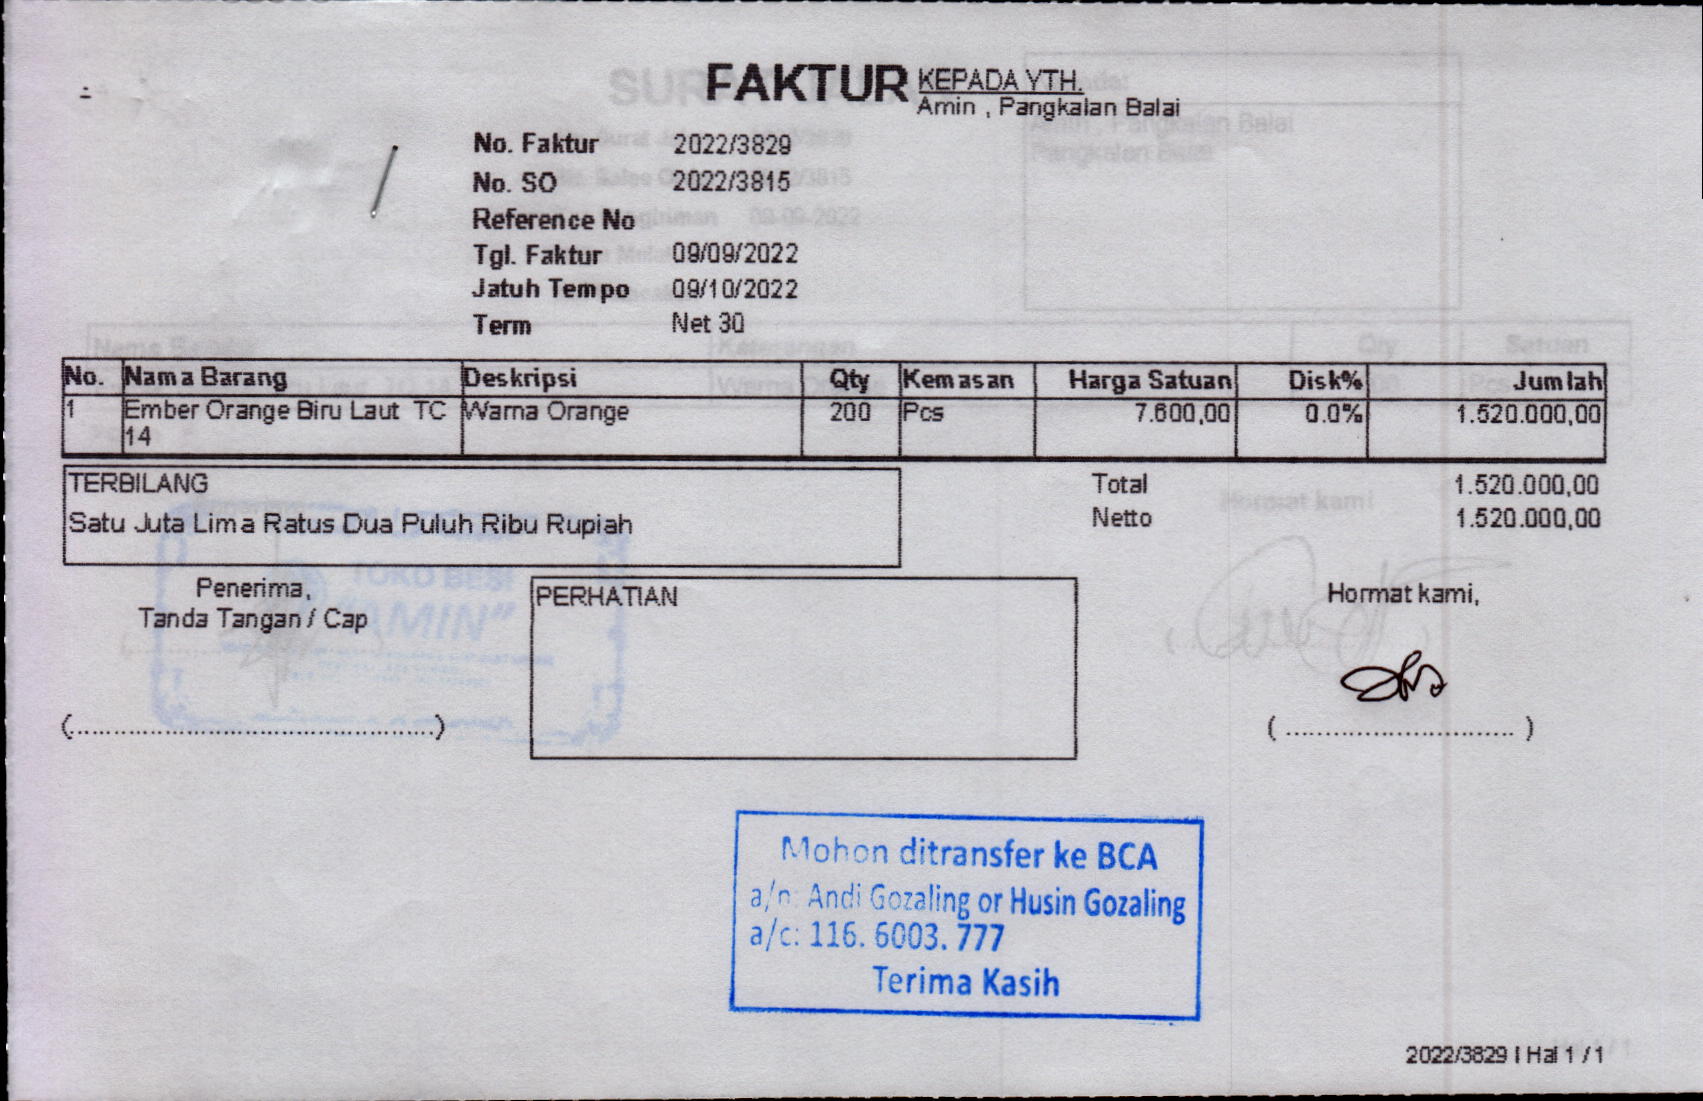 FAKTUR
KEPADA YTH.
Amin , Pangkalan Balai
No. Faktur 2022/3829
No. SO 2022/3815
Reference No
Tgl. Faktur 09/09/2022
Jatuh Tempo 09/10/2022
Term Net 30
No. Nama Barang Deskripsi Qty Kemasan Harga Satuan Disk% Jumlah
1 Ember Orange Biru Laut TC Warna Orange 200 Pcs 7.600,00 0.0% 1.520.000,00
14
TERBILANG
Satu Juta Lima Ratus Dua Puluh Ribu Rupiah
Total 1.520.000,00
Netto 1.520.000,00
Penerima,
Tanda Tangan / Cap
PERHATIAN
Hormat kami,
(................................................)
( ............................. )
Mohon ditransfer ke BCA
a/n: Andi Gozaling or Husin Gozaling
a/c: 116. 6003. 777
Terima Kasih
2022/3829 | Hal 1 / 1